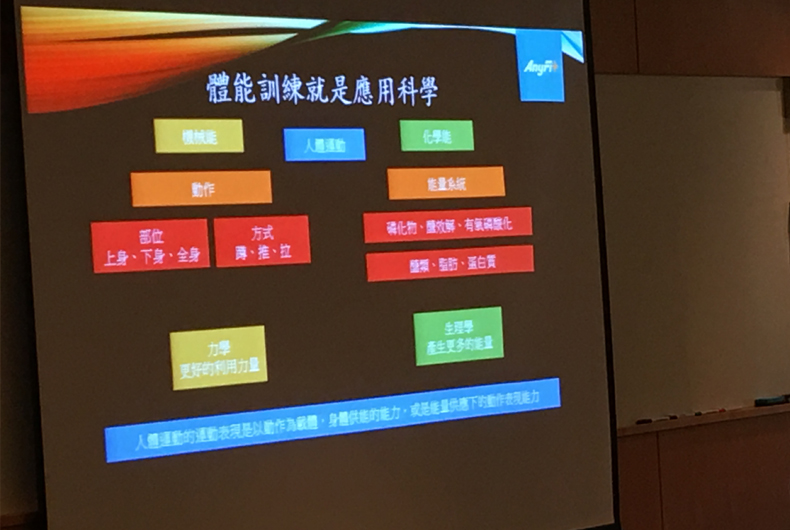 AnyFit
體能訓練就是應用科學
機械能
人體運動
化學能
動作
能量系統
部位
上身、下身、全身
方式
蹲、推、拉
磷化物、醣效解、有氧磷酸化
醣類、脂肪、蛋白質
力學
更好的利用力量
生理學
產生更多的能量
人體運動的運動表現是以動作為載體,身體供能的能力,或是能量供應下的動作表現能力